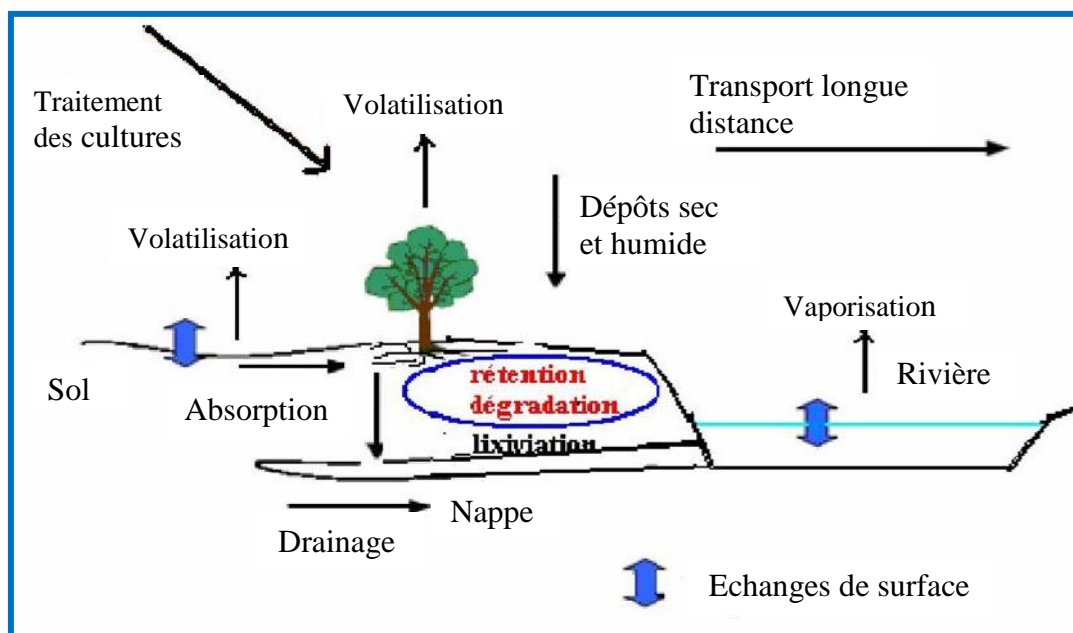 Traitement
des cultures
Volatilisation
Transport longue
distance
Volatilisation
Dépôts sec
et humide
Vaporisation
Sol
Absorption
rétention
dégradation
lixiviation
Rivière
Drainage
Nappe
Echanges de surface